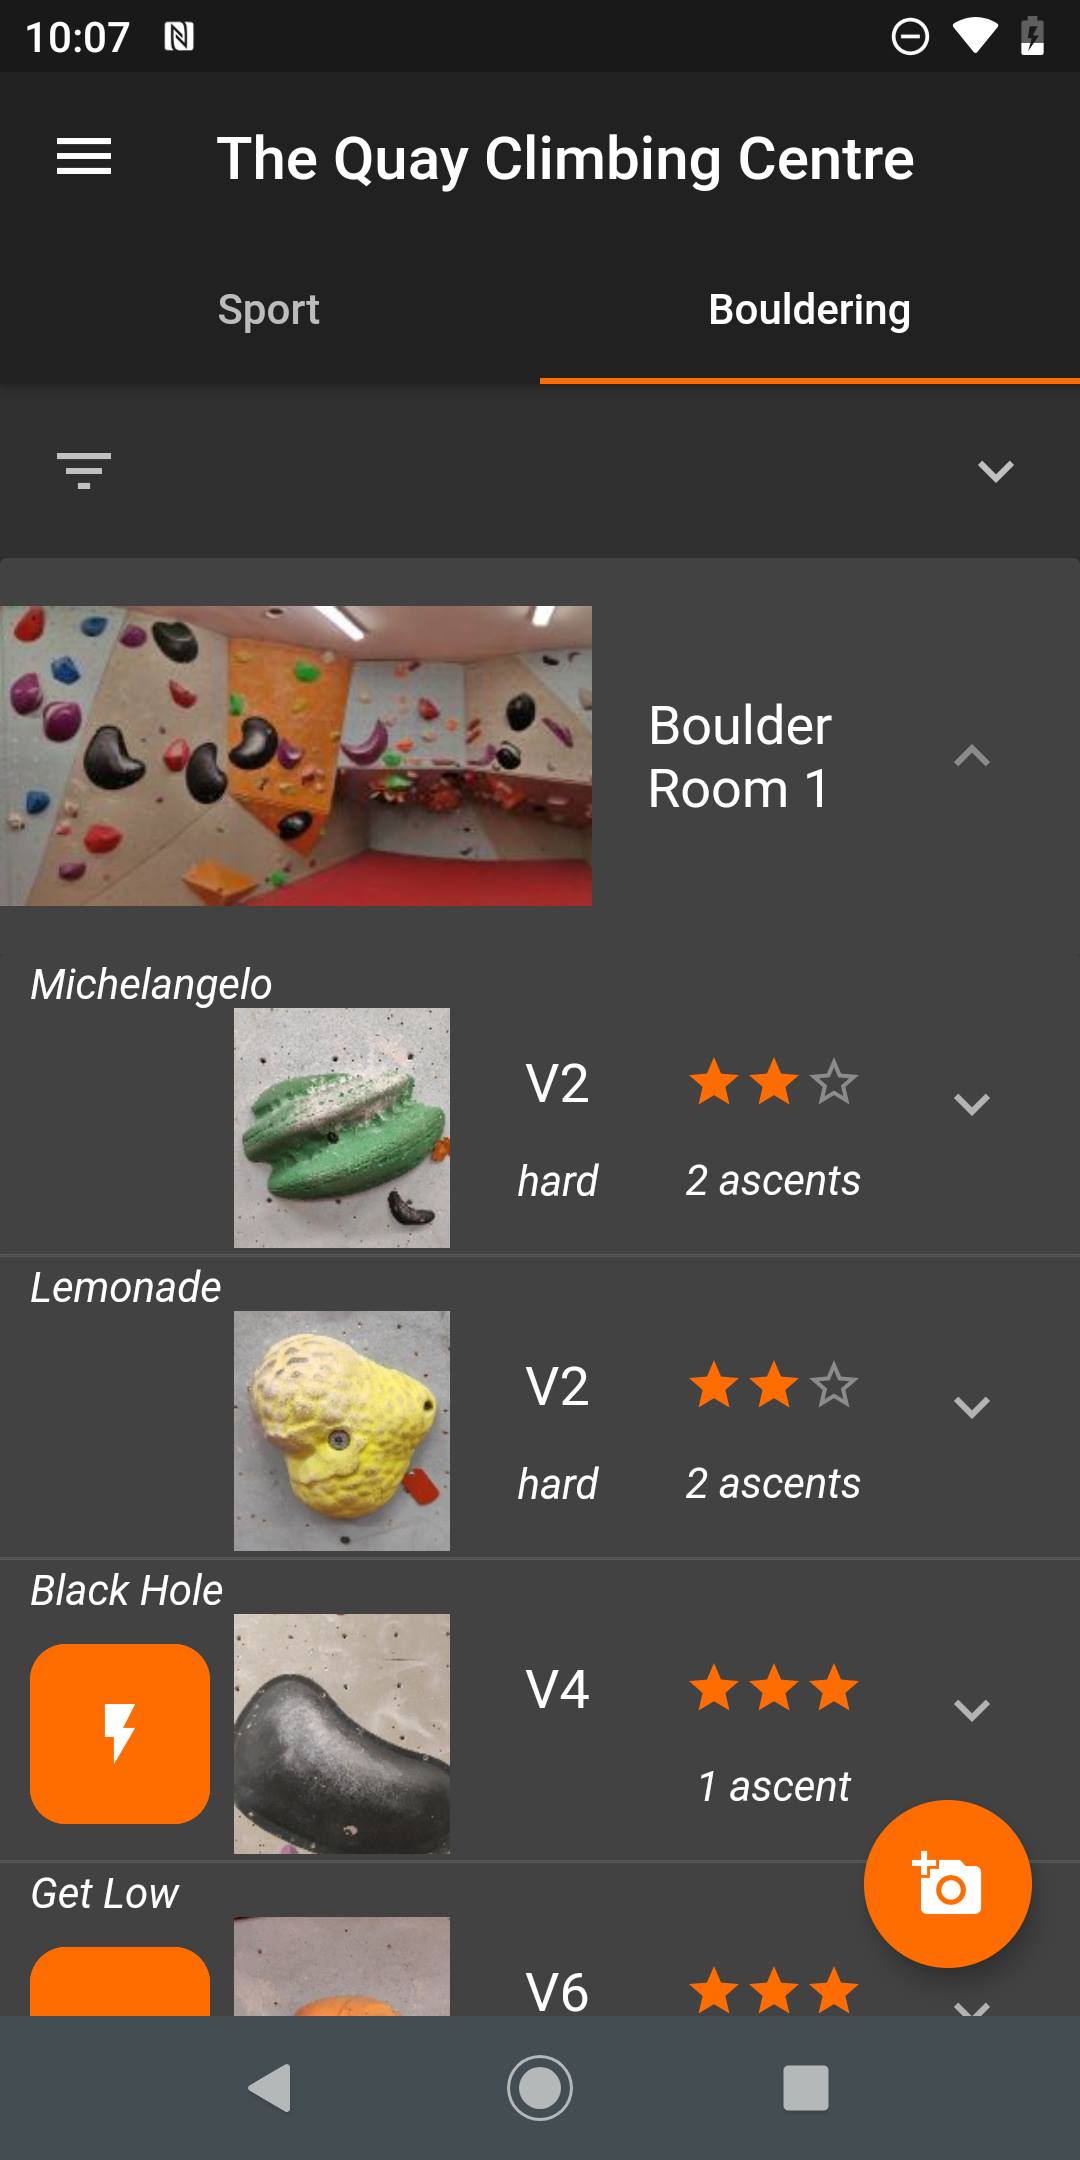 10:07
The Quay Climbing Centre
Sport
Bouldering
Boulder
Room 1
Michelangelo
V2
hard
2 ascents
Lemonade
V2
hard
2 ascents
Black Hole
V4
1 ascent
Get Low
V6